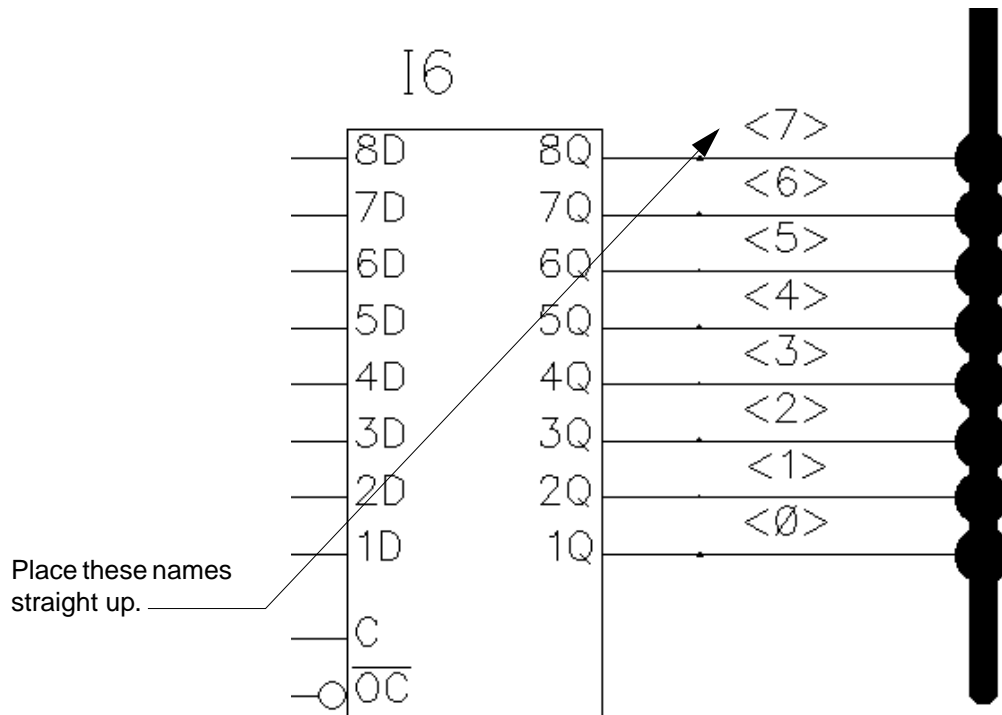 I6
8D 8Q <7>
7D 7Q <6>
6D 6Q <5>
5D 5Q <4>
4D 4Q <3>
3D 3Q <2>
2D 2Q <1>
1D 1Q <Ø>
Place these names
straight up.
C
O̅C̅